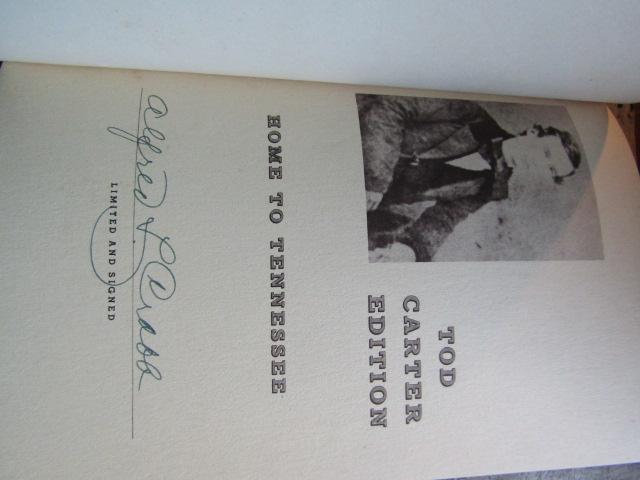 TOD
CARTER
EDITION
HOME TO TENNESSEE
Alfred L. Crabb
LIMITED AND SIGNED